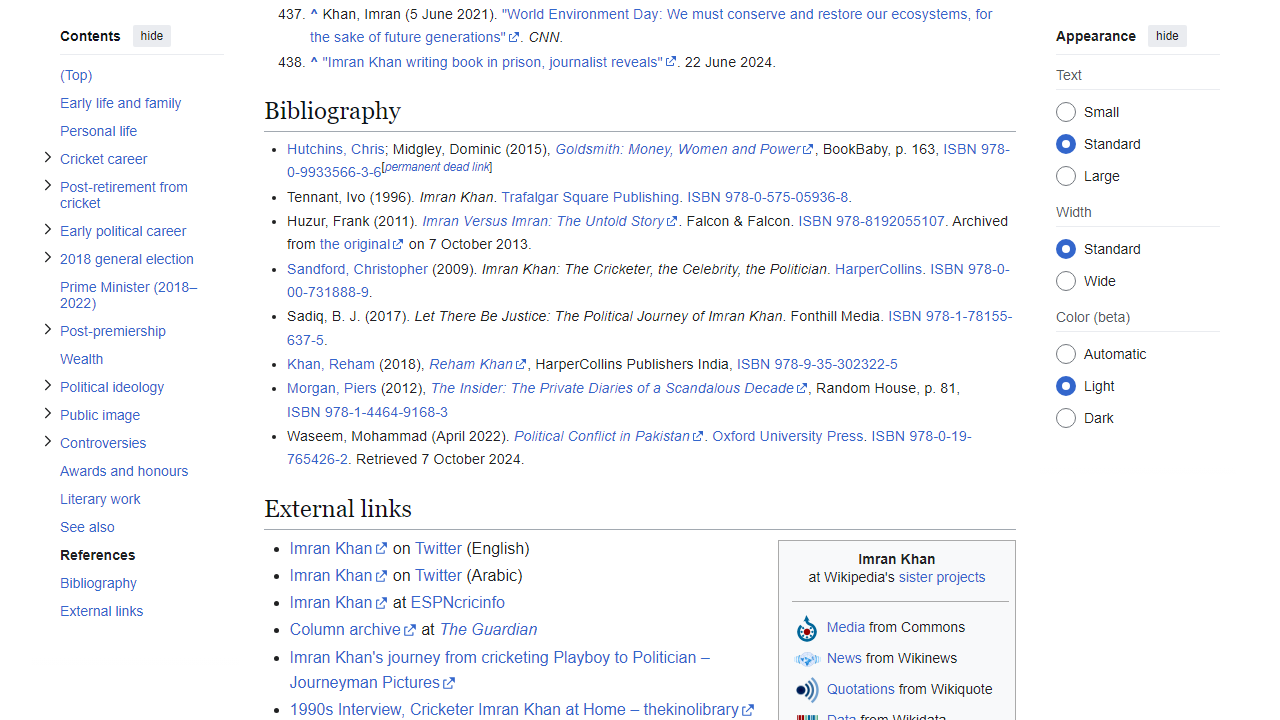 Contents hide
(Top)
Early life and family
Personal life
Cricket career
Post-retirement from
cricket
Early political career
2018 general election
Prime Minister (2018–
2022)
Post-premiership
Wealth
Political ideology
Public image
Controversies
Awards and honours
Literary work
See also
References
Bibliography
External links
437. ^ Khan, Imran (5 June 2021). "World Environment Day: We must conserve and restore our ecosystems, for
the sake of future generations". CNN.
438. ^ "Imran Khan writing book in prison, journalist reveals". 22 June 2024.
Bibliography
• Hutchins, Chris; Midgley, Dominic (2015), Goldsmith: Money, Women and Power, BookBaby, p. 163, ISBN 978-
0-9933566-3-6[permanent dead link]
• Tennant, Ivo (1996). Imran Khan. Trafalgar Square Publishing. ISBN 978-0-575-05936-8.
• Huzur, Frank (2011). Imran Versus Imran: The Untold Story. Falcon & Falcon. ISBN 978-8192055107. Archived
from the original on 7 October 2013.
• Sandford, Christopher (2009). Imran Khan: The Cricketer, the Celebrity, the Politician. HarperCollins. ISBN 978-0-
00-731888-9.
• Sadiq, B. J. (2017). Let There Be Justice: The Political Journey of Imran Khan. Fonthill Media. ISBN 978-1-78155-
637-5.
• Khan, Reham (2018), Reham Khan, HarperCollins Publishers India, ISBN 978-9-35-302322-5
• Morgan, Piers (2012), The Insider: The Private Diaries of a Scandalous Decade, Random House, p. 81,
ISBN 978-1-4464-9168-3
• Waseem, Mohammad (April 2022). Political Conflict in Pakistan. Oxford University Press. ISBN 978-0-19-
765426-2. Retrieved 7 October 2024.
External links
• Imran Khan on Twitter (English)
• Imran Khan on Twitter (Arabic)
• Imran Khan at ESPNcricinfo
• Column archive at The Guardian
• Imran Khan's journey from cricketing Playboy to Politician –
Journeyman Pictures
• 1990s Interview, Cricketer Imran Khan at Home – thekinolibrary
Imran Khan
at Wikipedia's sister projects
Media from Commons
News from Wikinews
Quotations from Wikiquote
Data from Wikidata
Appearance hide
Text
Small
Standard
Large
Width
Standard
Wide
Color (beta)
Automatic
Light
Dark